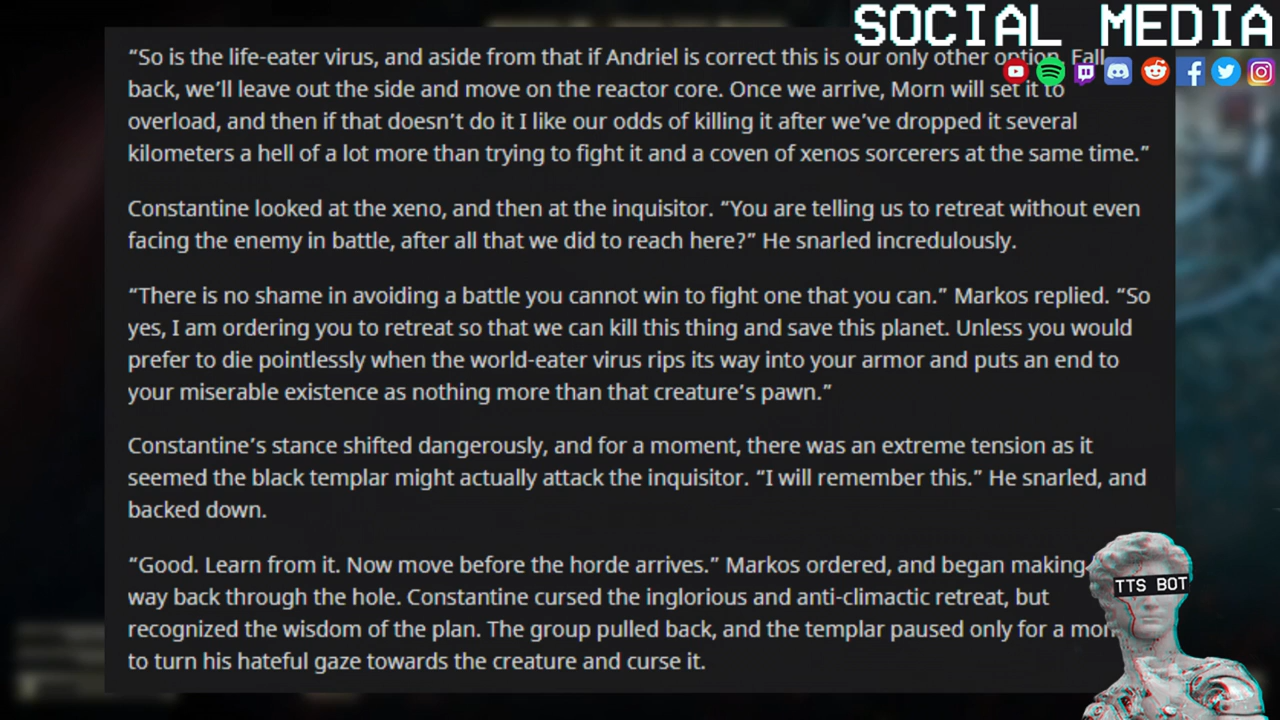 SOCIAL MEDIA
“So is the life-eater virus, and aside from that if Andriel is correct this is our only other option. Fall
back, we’ll leave out the side and move on the reactor core. Once we arrive, Morn will set it to
overload, and then if that doesn’t do it I like our odds of killing it after we’ve dropped it several
kilometers a hell of a lot more than trying to fight it and a coven of xenos sorcerers at the same time.”
Constantine looked at the xeno, and then at the inquisitor. “You are telling us to retreat without even
facing the enemy in battle, after all that we did to reach here?” He snarled incredulously.
“There is no shame in avoiding a battle you cannot win to fight one that you can.” Markos replied. “So
yes, I am ordering you to retreat so that we can kill this thing and save this planet. Unless you would
prefer to die pointlessly when the world-eater virus rips its way into your armor and puts an end to
your miserable existence as nothing more than that creature’s pawn.”
Constantine’s stance shifted dangerously, and for a moment, there was an extreme tension as it
seemed the black templar might actually attack the inquisitor. “I will remember this.” He snarled, and
backed down.
“Good. Learn from it. Now move before the horde arrives.” Markos ordered, and began making
way back through the hole. Constantine cursed the inglorious and anti-climactic retreat, but
recognized the wisdom of the plan. The group pulled back, and the templar paused only for a
to turn his hateful gaze towards the creature and curse it.
TTS BOT